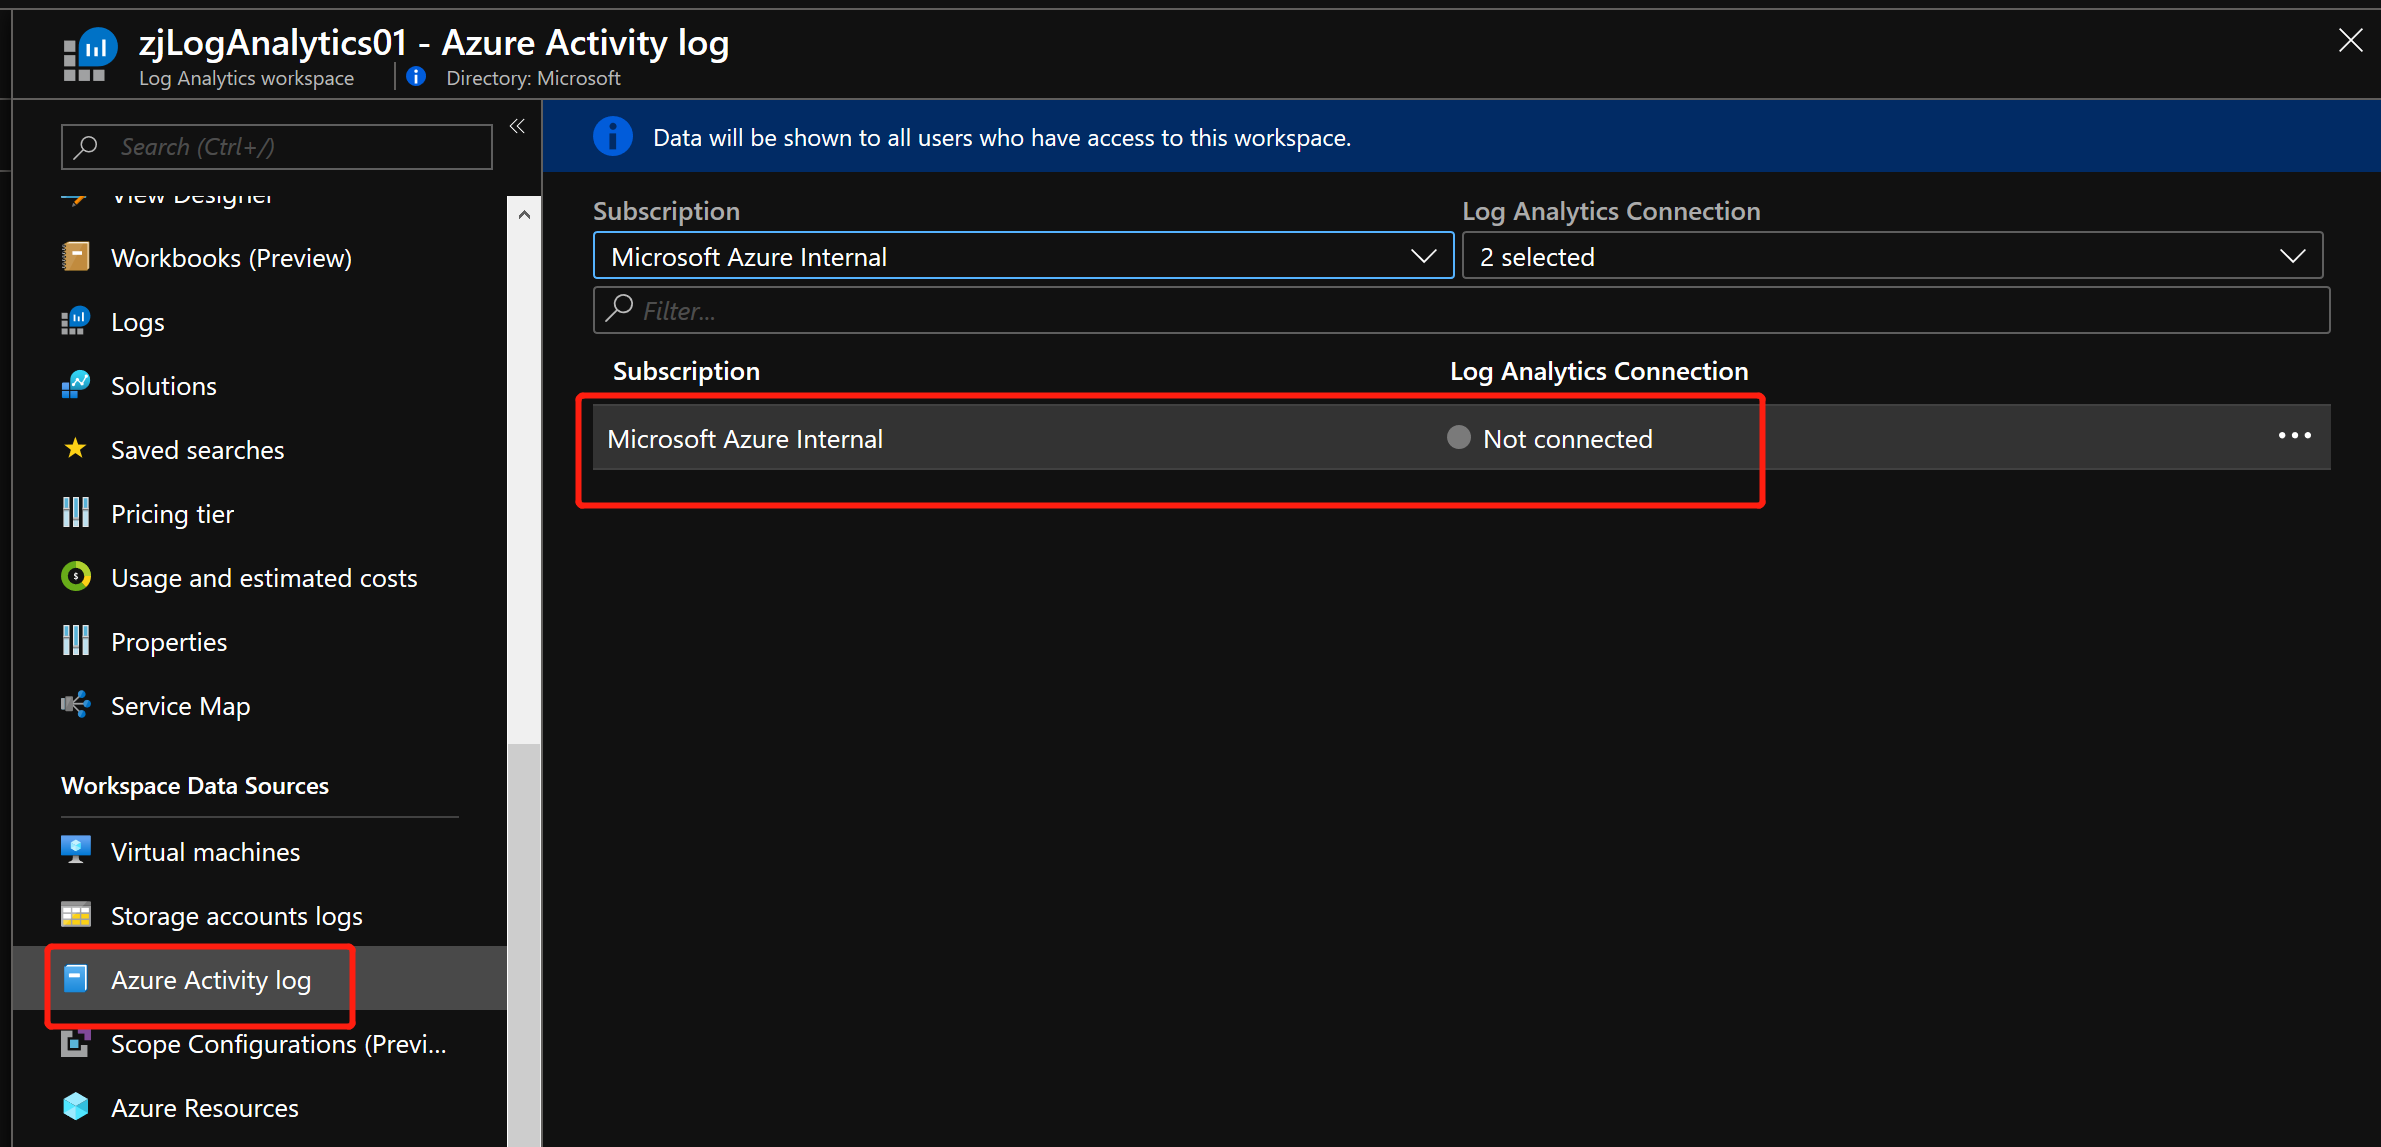 zjLogAnalytics01 - Azure Activity log
Log Analytics workspace
Directory: Microsoft
Search (Ctrl+/)
View Designer
Workbooks (Preview)
Logs
Solutions
Saved searches
Pricing tier
Usage and estimated costs
Properties
Service Map
Workspace Data Sources
Virtual machines
Storage accounts logs
Azure Activity log
Scope Configurations (Previ...
Azure Resources
Data will be shown to all users who have access to this workspace.
Subscription
Log Analytics Connection
Microsoft Azure Internal
2 selected
Filter...
Subscription
Log Analytics Connection
Microsoft Azure Internal
Not connected